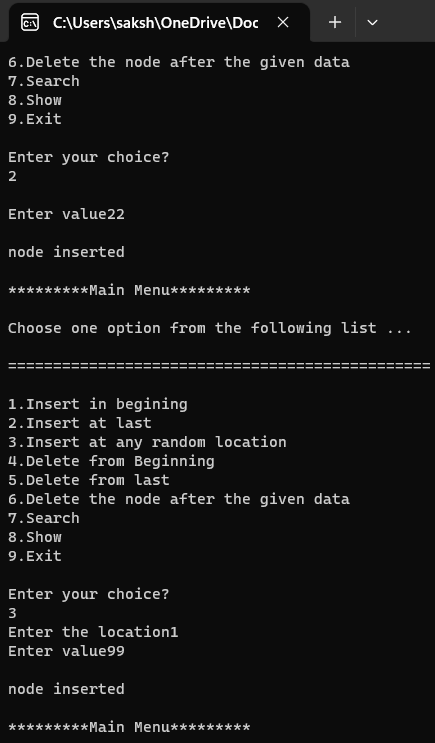 C:\Users\saksh\OneDrive\Doc
6.Delete the node after the given data
7.Search
8.Show
9.Exit
Enter your choice?
2
Enter value22
node inserted
*********Main Menu*********
Choose one option from the following list ...
===============================================
1.Insert in begining
2.Insert at last
3.Insert at any random location
4.Delete from Beginning
5.Delete from last
6.Delete the node after the given data
7.Search
8.Show
9.Exit
Enter your choice?
3
Enter the location1
Enter value99
node inserted
*********Main Menu*********